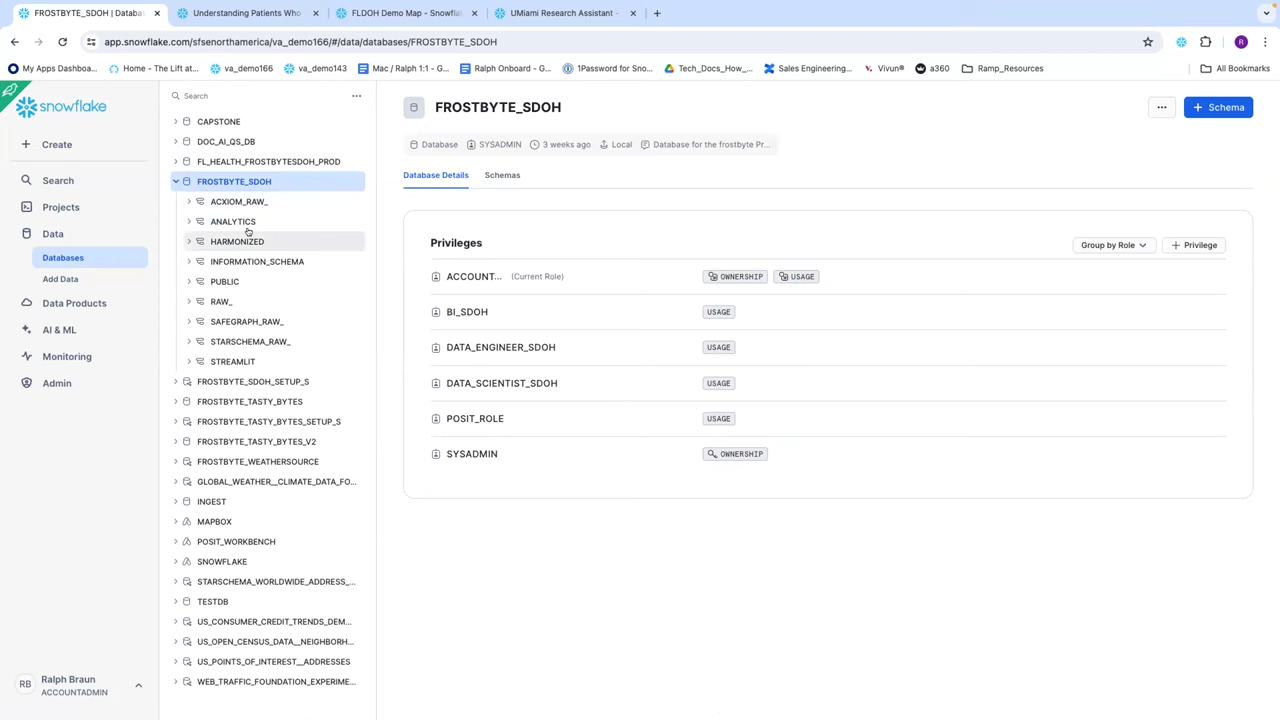 FROSTBYTE_SDOH | Databa
Understanding Patients Who
FLDOH Demo Map - Snowfla
UMiami Research Assistant -
app.snowflake.com/sfsenorthamerica/va_demo166/#/data/databases/FROSTBYTE_SDOH
R
My Apps Dashboa...
Home - The Lift at...
va_demo166
va_demo143
Mac / Ralph 1:1 - G...
Ralph Onboard - G...
1Password for Sno...
Tech_Docs_How_...
Sales Engineering...
Vivun®
a360
Ramp_Resources
All Bookmarks
snowflake
Create
Search
Projects
Data
Databases
Add Data
Data Products
AI & ML
Monitoring
Admin
RB
Ralph Braun
ACCOUNTADMIN
Search
CAPSTONE
DOC_AI_QS_DB
FL_HEALTH_FROSTBYTESDOH_PROD
FROSTBYTE_SDOH
ACXIOM_RAW_
ANALYTICS
HARMONIZED
INFORMATION_SCHEMA
PUBLIC
RAW_
SAFEGRAPH_RAW_
STARSCHEMA_RAW_
STREAMLIT
FROSTBYTE_SDOH_SETUP_S
FROSTBYTE_TASTY_BYTES
FROSTBYTE_TASTY_BYTES_SETUP_S
FROSTBYTE_TASTY_BYTES_V2
FROSTBYTE_WEATHERSOURCE
GLOBAL_WEATHER__CLIMATE_DATA_FO...
INGEST
MAPBOX
POSIT_WORKBENCH
SNOWFLAKE
STARSCHEMA_WORLDWIDE_ADDRESS_...
TESTDB
US_CONSUMER_CREDIT_TRENDS_DEM...
US_OPEN_CENSUS_DATA__NEIGHBORH...
US_POINTS_OF_INTEREST__ADDRESSES
WEB_TRAFFIC_FOUNDATION_EXPERIME...
FROSTBYTE_SDOH
+ Schema
Database
SYSADMIN
3 weeks ago
Local
Database for the frostbyte Pr...
Database Details
Schemas
Privileges
Group by Role
+ Privilege
ACCOUNT... (Current Role) OWNERSHIP USAGE
BI_SDOH USAGE
DATA_ENGINEER_SDOH USAGE
DATA_SCIENTIST_SDOH USAGE
POSIT_ROLE USAGE
SYSADMIN OWNERSHIP